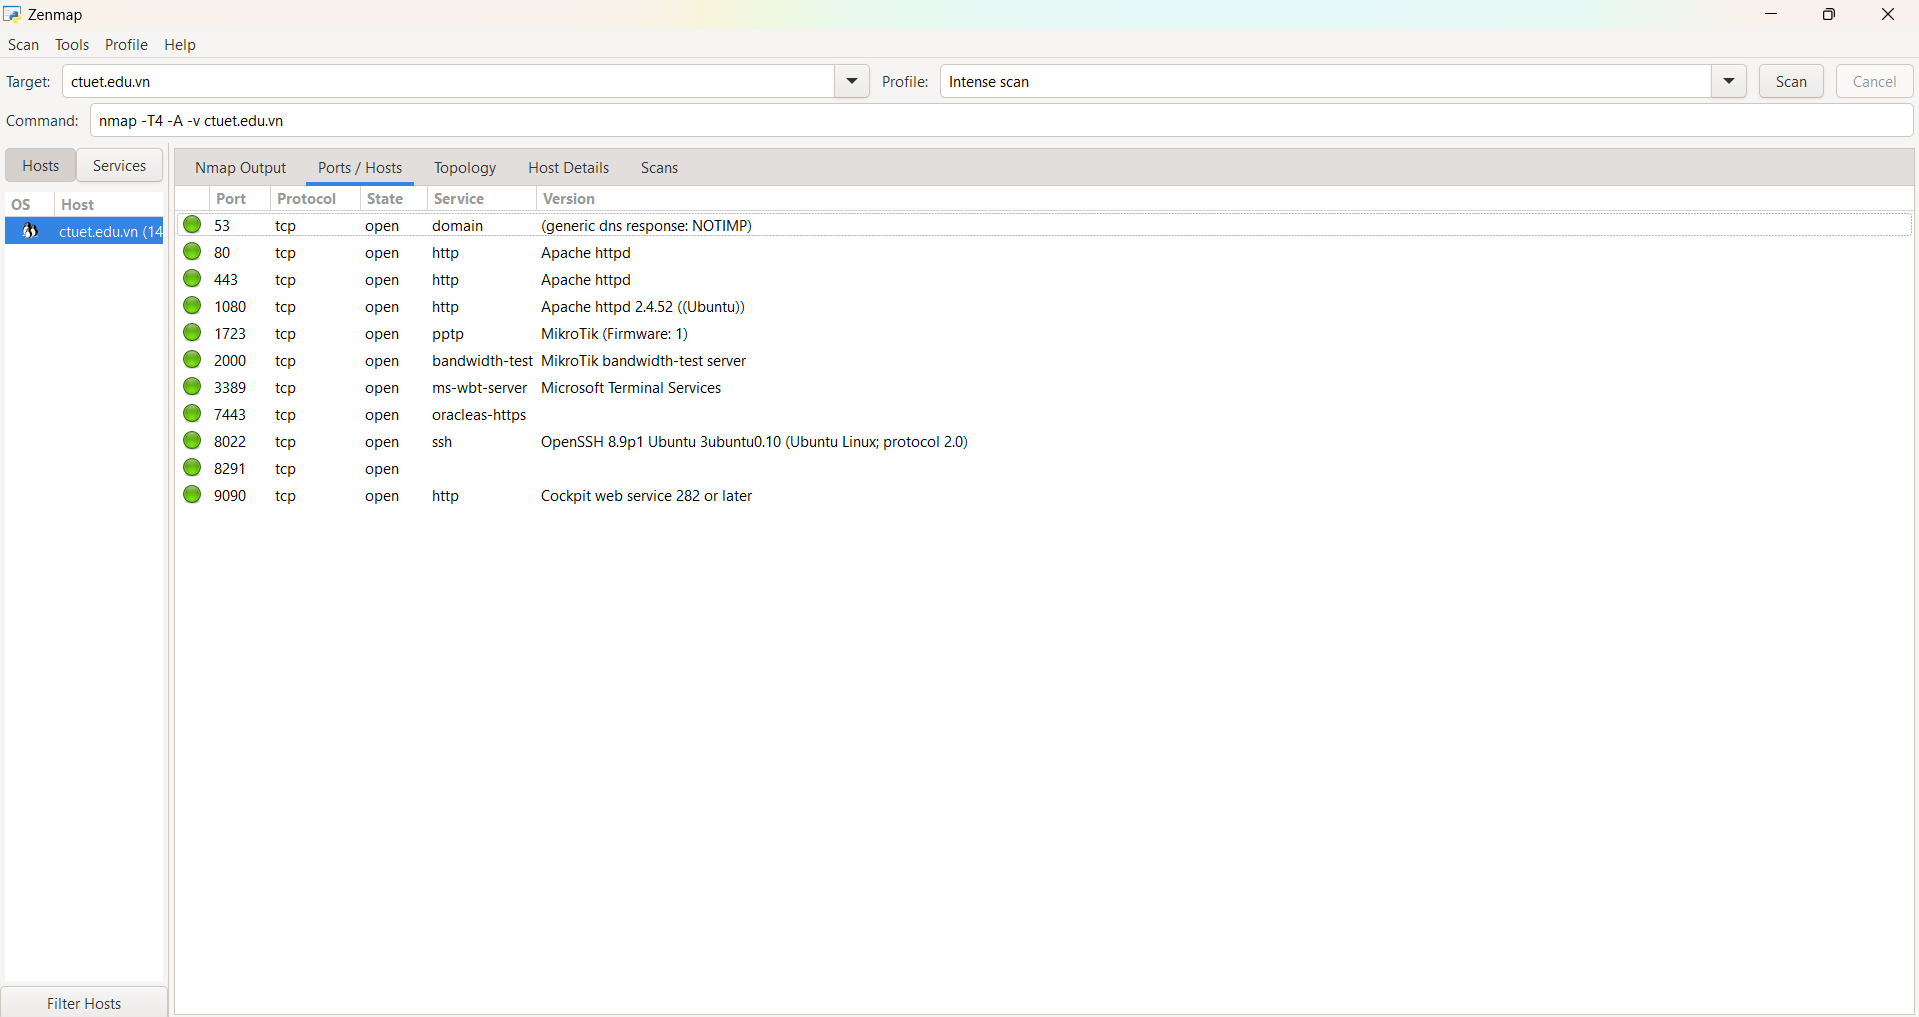 Zenmap
Scan Tools Profile Help
Target: ctuet.edu.vn Profile: Intense scan Scan Cancel
Command: nmap -T4 -A -v ctuet.edu.vn
Hosts Services Nmap Output Ports / Hosts Topology Host Details Scans
OS Host Port Protocol State Service Version
ctuet.edu.vn (14
53 tcp open domain (generic dns response: NOTIMP)
80 tcp open http Apache httpd
443 tcp open http Apache httpd
1080 tcp open http Apache httpd 2.4.52 ((Ubuntu))
1723 tcp open pptp MikroTik (Firmware: 1)
2000 tcp open bandwidth-test MikroTik bandwidth-test server
3389 tcp open ms-wbt-server Microsoft Terminal Services
7443 tcp open oracleas-https
8022 tcp open ssh OpenSSH 8.9p1 Ubuntu 3ubuntu0.10 (Ubuntu Linux; protocol 2.0)
8291 tcp open
9090 tcp open http Cockpit web service 282 or later
Filter Hosts